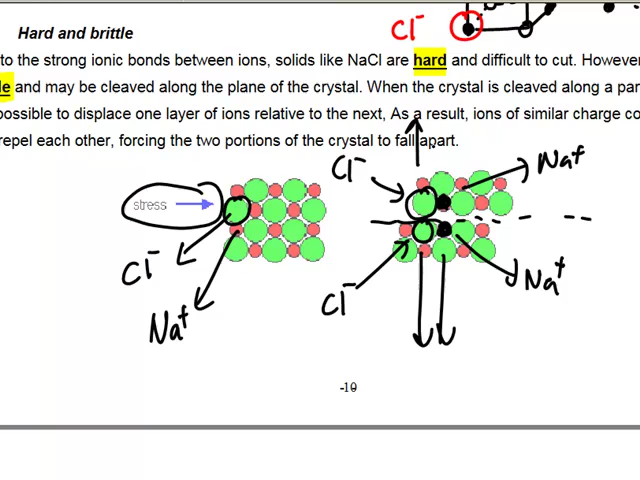 Cl⁻
Hard and brittle
to the strong ionic bonds between ions, solids like NaCl are hard and difficult to cut. However
le and may be cleaved along the plane of the crystal. When the crystal is cleaved along a par
possible to displace one layer of ions relative to the next, As a result, ions of similar charge co
repel each other, forcing the two portions of the crystal to fall apart.
Cl⁻
Na⁺
stress
Cl⁻
Na⁺
Cl⁻
Na⁺